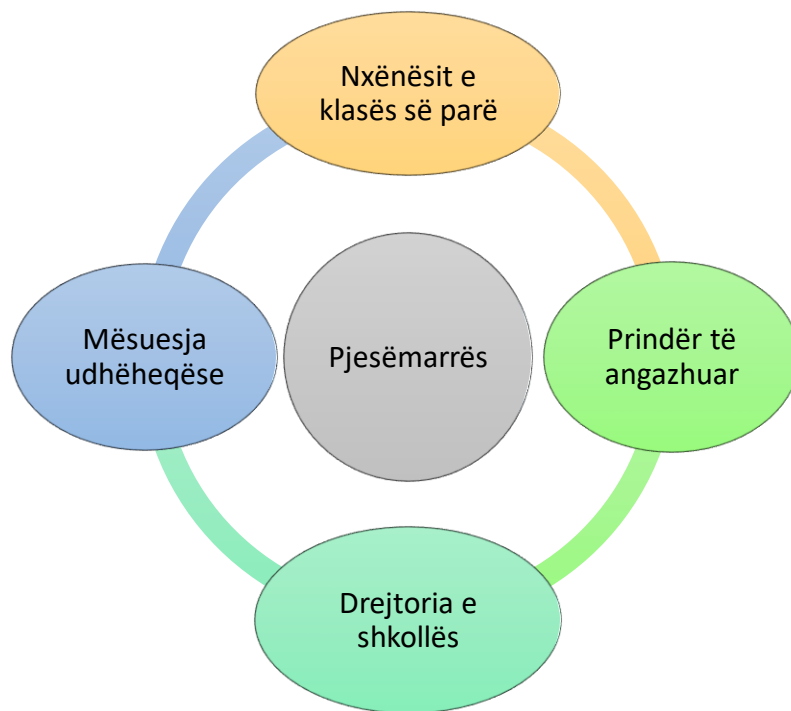 Nxënësit e
klasës së parë
Mësuesja
udhëheqëse
Pjesëmarrës
Prindër të
angazhuar
Drejtoria e
shkollës